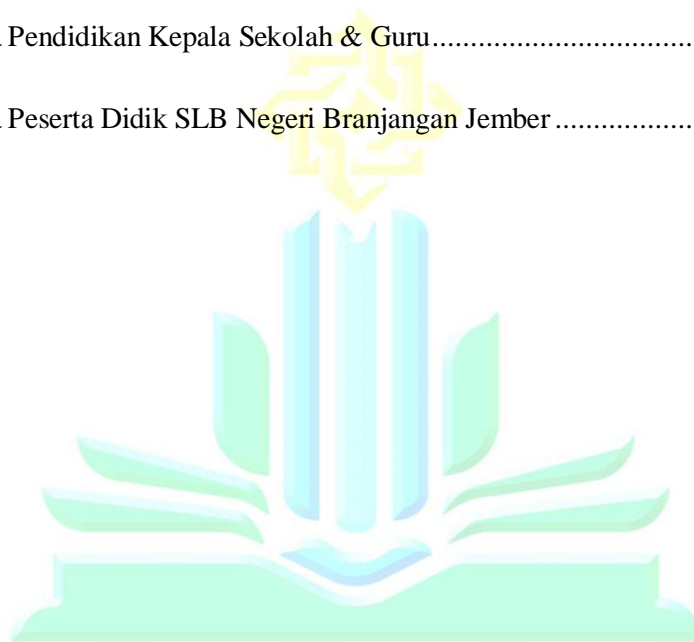 Pendidikan Kepala Sekolah & Guru..................................
Peserta Didik SLB Negeri Branjangan Jember ..................